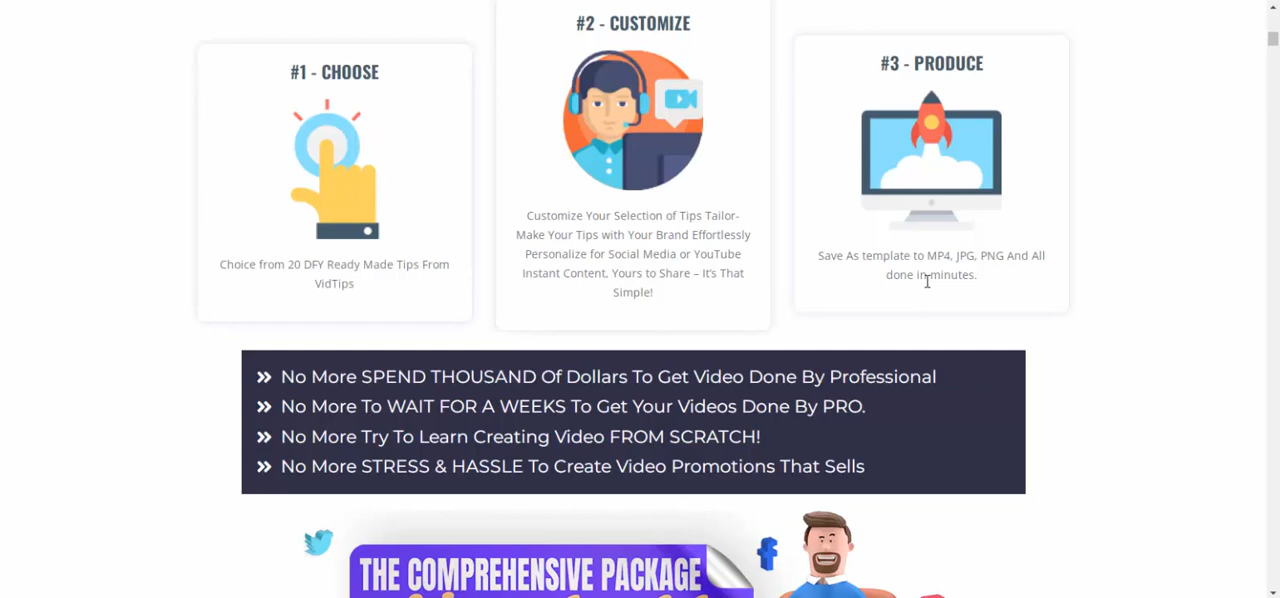 #1 - CHOOSE
Choice from 20 DFY Ready Made Tips From
VidTips
#2 - CUSTOMIZE
Customize Your Selection of Tips Tailor-
Make Your Tips with Your Brand Effortlessly
Personalize for Social Media or YouTube
Instant Content, Yours to Share – It's That
Simple!
#3 - PRODUCE
Save As template to MP4, JPG, PNG And All
done in minutes.
No More SPEND THOUSAND Of Dollars To Get Video Done By Professional
No More To WAIT FOR A WEEKS To Get Your Videos Done By PRO.
No More Try To Learn Creating Video FROM SCRATCH!
No More STRESS & HASSLE To Create Video Promotions That Sells
THE COMPREHENSIVE PACKAGE